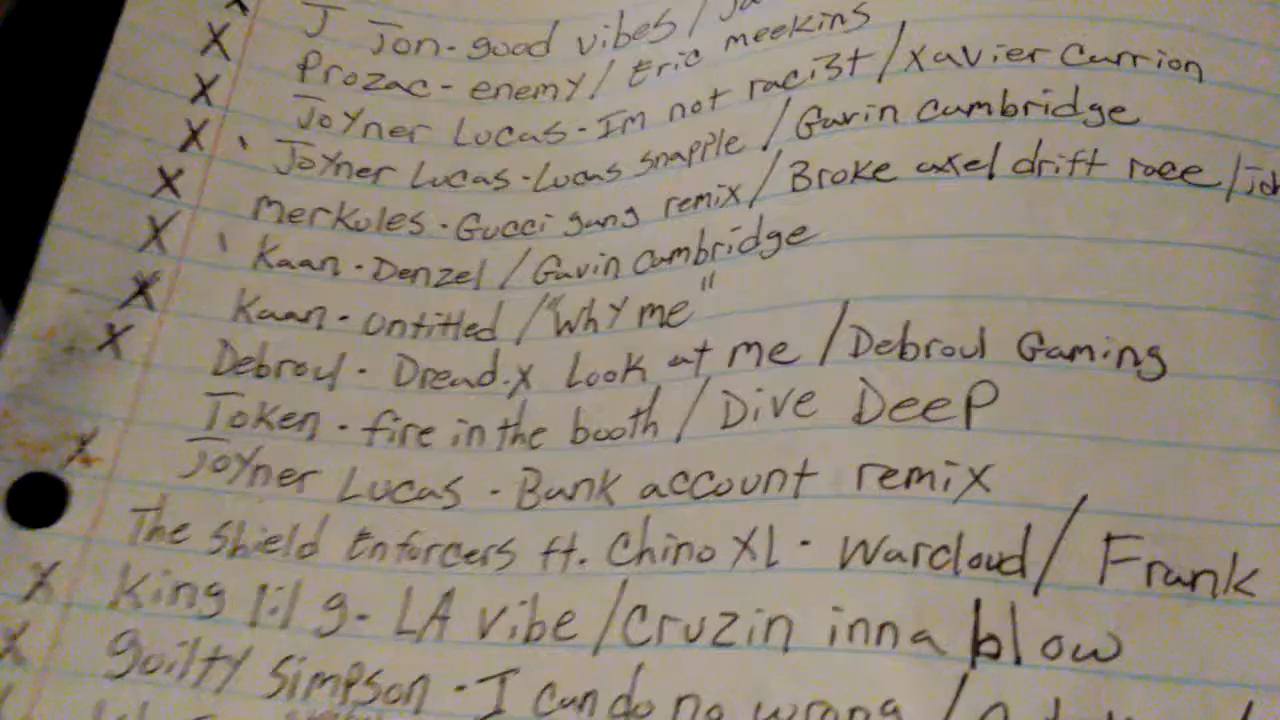 X J Jon - good vibes /
X Prozac - enemy / Eric meekins
X Joyner Lucas - Im not raci3t / Xavier Currion
X Joyner Lucas - Lucas snapple / Gavin cambridge
X Merkules - Gucci gang remix / Broke axel drift race /
X Kaan - Denzel / Gavin cambridge
X Kaan - untitled / "Why me"
X Debroul - Dread.x Look at me / Debroul Gaming
Token - fire in the booth / Dive Deep
X Joyner Lucas - Bank account remix
The Shield Enforcers ft. Chino XL - Warcloud / Frank
X King lil g - LA vibe / Cruzin inna blow
X guilty Simpson - I can do no wrong /